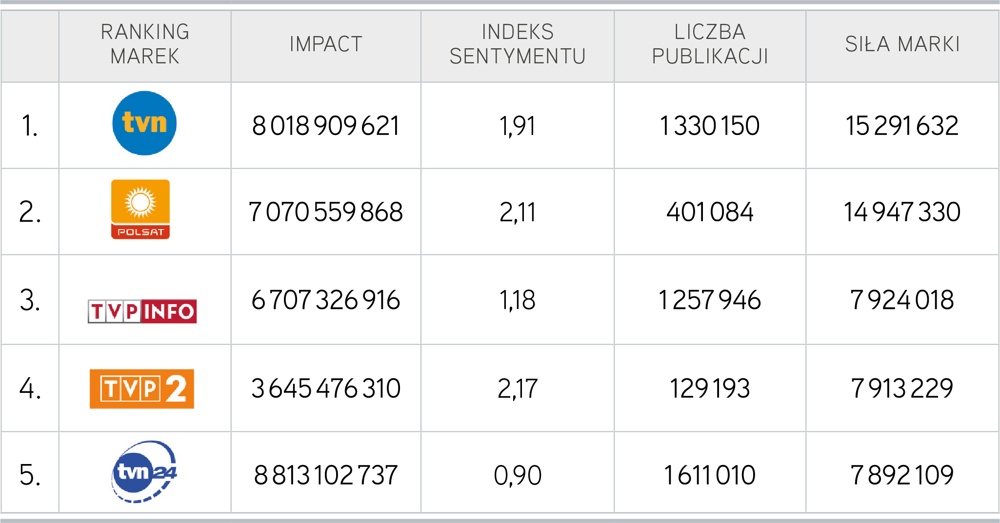 RANKING MAREK IMPACT INDEKS SENTYMENTU LICZBA PUBLIKACJI SIŁA MARKI
1. tvn 8 018 909 621 1,91 1 330 150 15 291 632
2. POLSAT 7 070 559 868 2,11 401 084 14 947 330
3. TVP INFO 6 707 326 916 1,18 1 257 946 7 924 018
4. TVP 2 3 645 476 310 2,17 129 193 7 913 229
5. tvn24 8 813 102 737 0,90 1 611 010 7 892 109